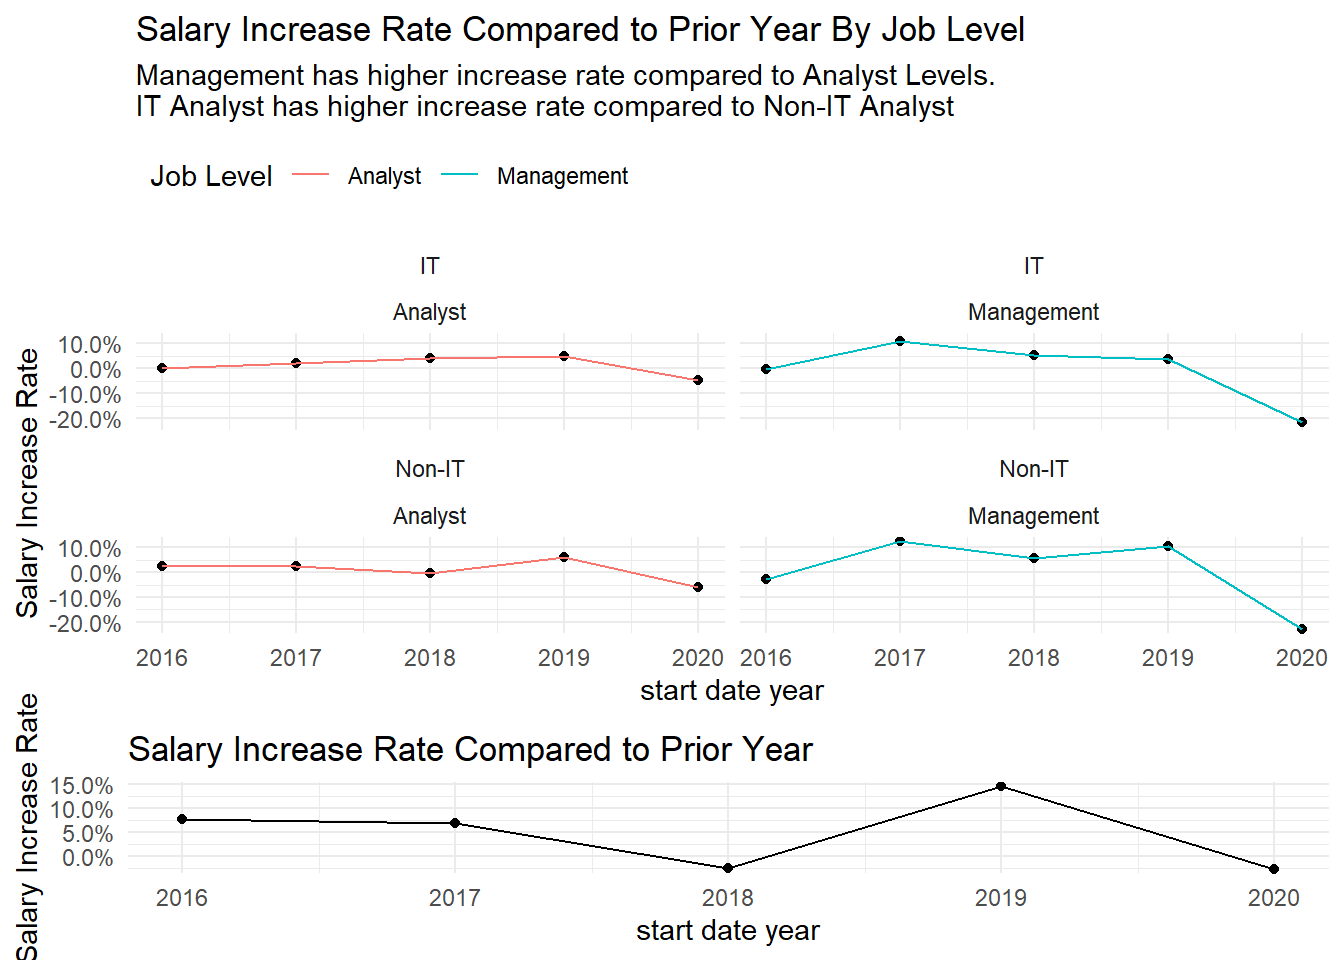 Salary Increase Rate Compared to Prior Year By Job Level
Management has higher increase rate compared to Analyst Levels.
IT Analyst has higher increase rate compared to Non-IT Analyst
Job Level Analyst Management
IT IT
Analyst Management
Salary Increase Rate
10.0%
0.0%
-10.0%
-20.0%
Non-IT Non-IT
Analyst Management
10.0%
0.0%
-10.0%
-20.0%
2016 2017 2018 2019 2020 2016 2017 2018 2019 2020
start date year
Salary Increase Rate Compared to Prior Year
Salary Increase Rate
15.0%
10.0%
5.0%
0.0%
2016 2017 2018 2019 2020
start date year